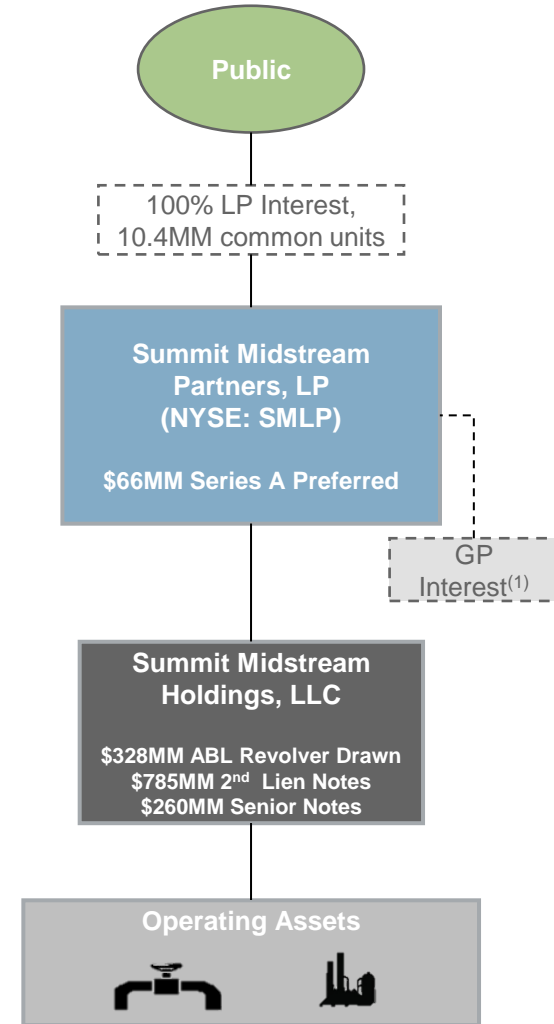 Public
100% LP Interest,
10.4MM common units
Summit Midstream
Partners, LP
(NYSE: SMLP)
$66MM Series A Preferred
GP
Interest(1)
Summit Midstream
Holdings, LLC
$328MM ABL Revolver Drawn
$785MM 2nd Lien Notes
$260MM Senior Notes
Operating Assets